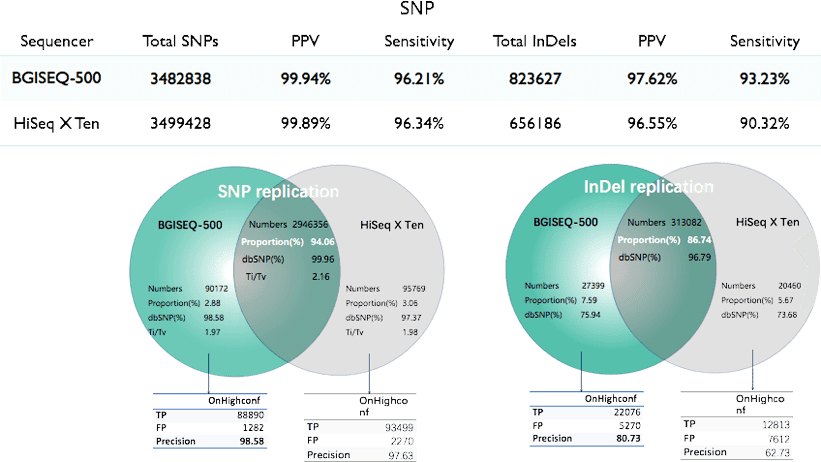 SNP
Sequencer Total SNPs PPV Sensitivity Total InDels PPV Sensitivity
BGISEQ-500 3482838 99.94% 96.21% 823627 97.62% 93.23%
HiSeq X Ten 3499428 99.89% 96.34% 656186 96.55% 90.32%
SNP replication
BGISEQ-500
HiSeq X Ten
Numbers 2946356
Proportion(%) 94.06
dbSNP(%) 99.96
Ti/Tv 2.16
Numbers 90172
Proportion(%) 2.88
dbSNP(%) 98.58
Ti/Tv 1.97
Numbers 95769
Proportion(%) 3.06
dbSNP(%) 97.37
Ti/Tv 1.98
OnHighconf
TP 88890
FP 1282
Precision 98.58
OnHighco
nf
TP 93499
FP 2270
Precision 97.63
InDel replication
BGISEQ-500
HiSeq X Ten
Numbers 313082
Proportion(%) 86.74
dbSNP(%) 96.79
Numbers 27399
Proportion(%) 7.59
dbSNP(%) 75.94
Numbers 20460
Proportion(%) 5.67
dbSNP(%) 73.68
OnHighconf
TP 22076
FP 5270
Precision 80.73
OnHighco
nf
TP 12813
FP 7612
Precision 62.73